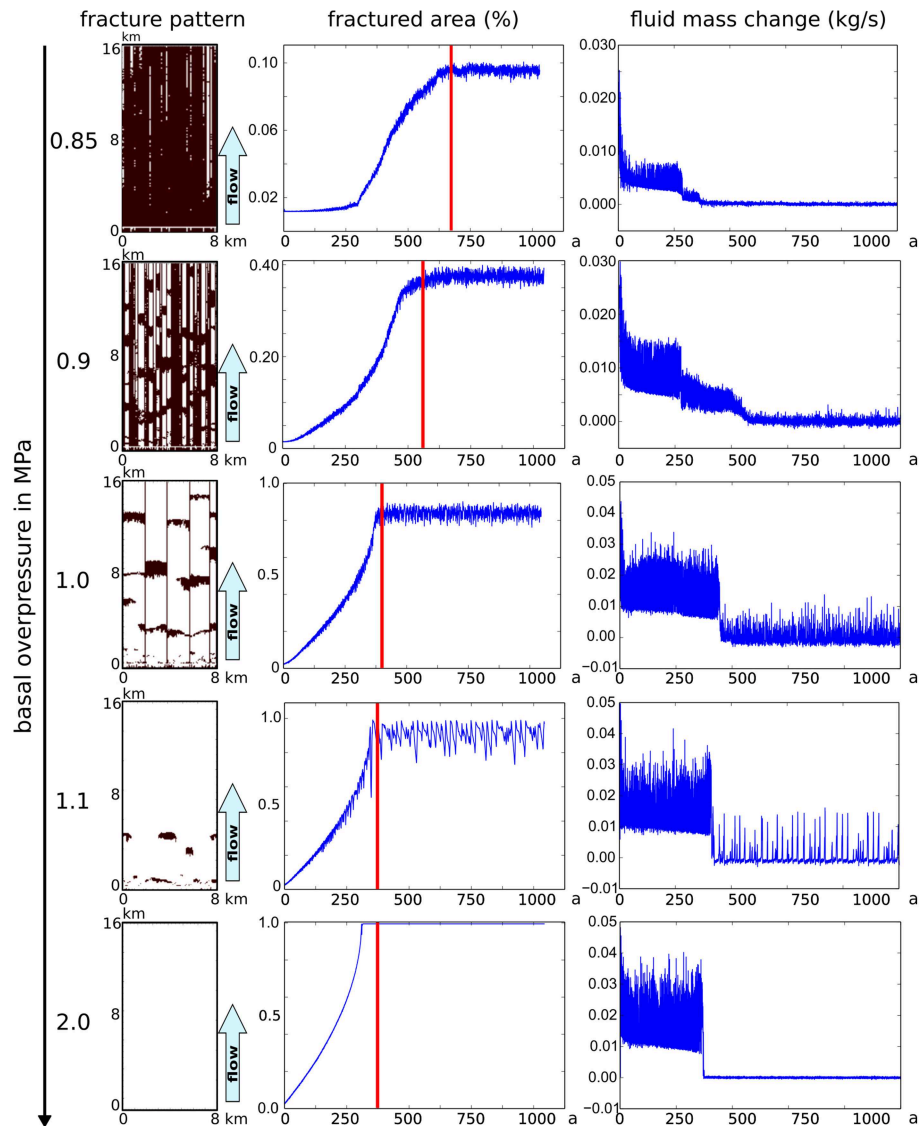 fracture pattern fractured area (%) fluid mass change (kg/s)
basal overpressure in MPa
0.85
km
16
8
0
0 8 km
flow
0.10
0.06
0.02
0 250 500 750 1000 a
0.030
0.020
0.010
0.000
0 250 500 750 1000 a
0.9
km
16
8
0
0 8 km
flow
0.40
0.20
0
0 250 500 750 1000 a
0.030
0.020
0.010
0.000
0 250 500 750 1000 a
1.0
km
16
8
0
0 8 km
flow
1.0
0.5
0
0 250 500 750 1000 a
0.05
0.04
0.03
0.02
0.01
0.00
−0.01
0 250 500 750 1000 a
1.1
km
16
8
0
0 8 km
flow
1.0
0.5
0
0 250 500 750 1000 a
0.05
0.04
0.03
0.02
0.01
0.00
−0.01
0 250 500 750 1000 a
2.0
km
16
8
0
0 8 km
flow
1.0
0.5
0.0
0 250 500 750 1000 a
0.05
0.04
0.03
0.02
0.01
0.00
−0.01
0 250 500 750 1000 a